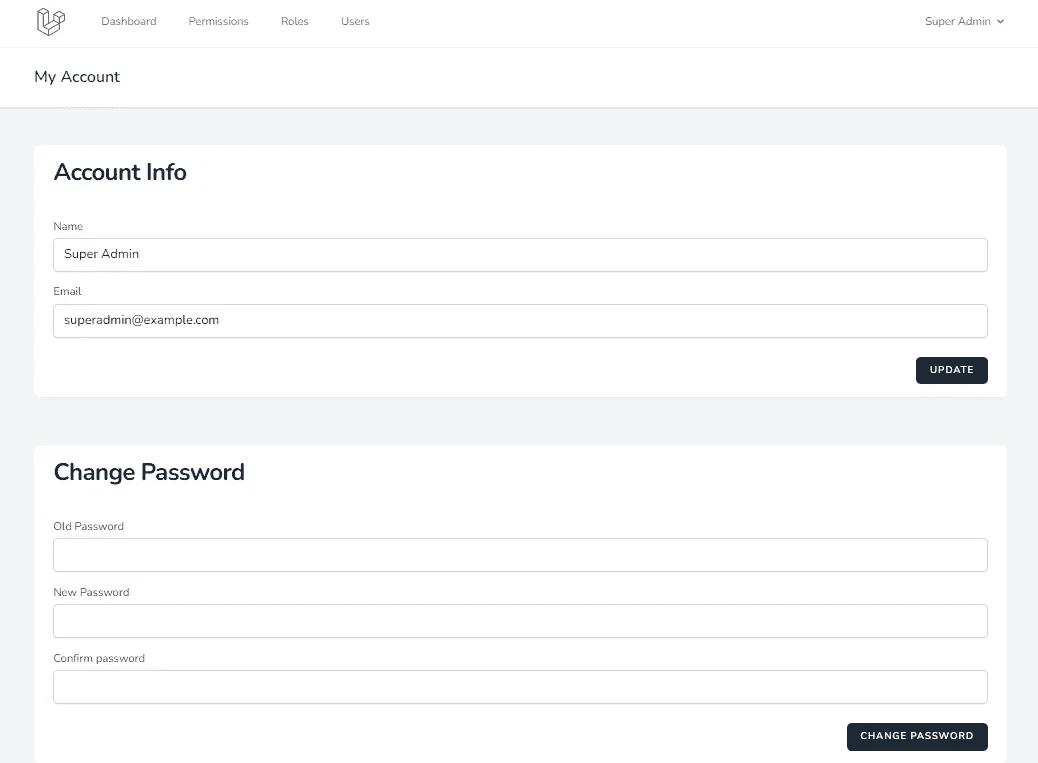 Dashboard Permissions Roles Users Super Admin
My Account
Account Info
Name
Super Admin
Email
superadmin@example.com
UPDATE
Change Password
Old Password
New Password
Confirm password
CHANGE PASSWORD